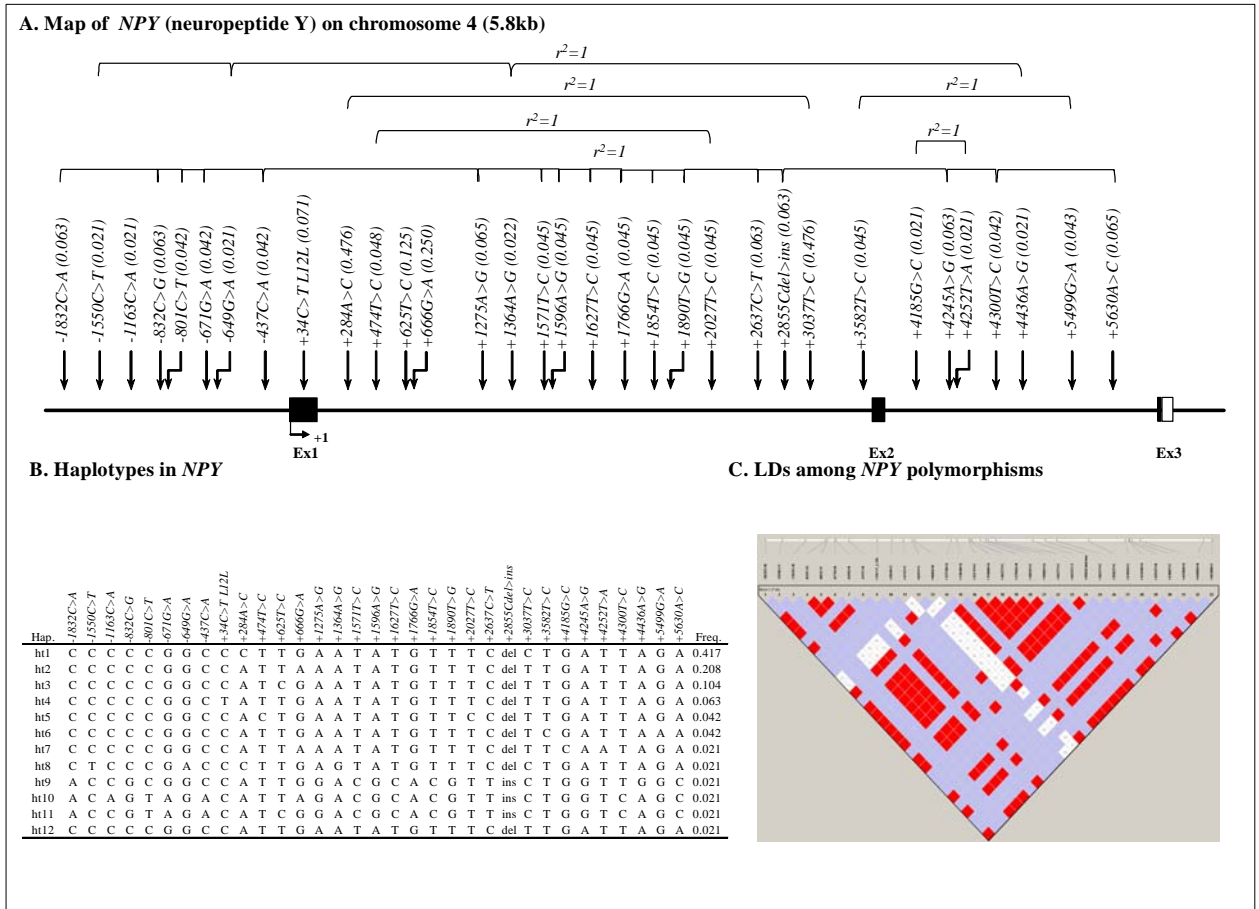 A. Map of NPY (neuropeptide Y) on chromosome 4 (5.8kb)
r²=1
r²=1
r²=1
r²=1
r²=1
r²=1
-1832C>A (0.063)
-1550C>T (0.021)
-1163C>A (0.021)
-832C>G (0.063)
-801C>T (0.042)
-671G>A (0.042)
-649G>A (0.021)
-437C>A (0.042)
+34C>T L12L (0.071)
+284A>C (0.476)
+474T>C (0.048)
+625T>C (0.125)
+666G>A (0.250)
+1275A>G (0.065)
+1364A>G (0.022)
+1571T>C (0.045)
+1596A>G (0.045)
+1627T>C (0.045)
+1766G>A (0.045)
+1854T>C (0.045)
+1890T>G (0.045)
+2027T>C (0.045)
+2637C>T (0.063)
+2855Cdel>ins (0.063)
+3037T>C (0.476)
+3582T>C (0.045)
+4185G>C (0.021)
+4245A>G (0.063)
+4252T>A (0.021)
+4300T>C (0.042)
+4436A>G (0.021)
+5499G>A (0.043)
+5630A>C (0.065)
+1
Ex1
Ex2
Ex3
B. Haplotypes in NPY
C. LDs among NPY polymorphisms
Hap. -1832C>A -1550C>T -1163C>A -832C>G -801C>T -671G>A -649G>A -437C>A +34C>T L12L +284A>C +474T>C +625T>C +666G>A +1275A>G +1364A>G +1571T>C +1596A>G +1627T>C +1766G>A +1854T>C +1890T>G +2027T>C +2637C>T +2855Cdel>ins +3037T>C +3582T>C +4185G>C +4245A>G +4252T>A +4300T>C +4436A>G +5499G>A +5630A>C Freq.
ht1 C C C C C G G C C C T T G A A T A T G T T T C del C T G A T T A G A 0.417
ht2 C C C C C G G C C A T T A A A T A T G T T T C del T T G A T T A G A 0.208
ht3 C C C C C G G C C A T C G A A T A T G T T T C del T T G A T T A G A 0.104
ht4 C C C C C G G C T A T T G A A T A T G T T T C del T T G A T T A G A 0.063
ht5 C C C C C G G C C A C T G A A T A T G T T C C del T T G A T T A G A 0.042
ht6 C C C C C G G C C A T T G A A T A T G T T T C del T C G A T T A A A 0.042
ht7 C C C C C G G C C A T T A A A T A T G T T T C del T T C A A T A G A 0.021
ht8 C T C C C G A C C C T T G A G T A T G T T T C del C T G A T T A G A 0.021
ht9 A C C G C G G C C A T T G G A C G C A C G T T ins C T G G T T G G C 0.021
ht10 A C A G T A G A C A T T A G A C G C A C G T T ins C T G G T C A G C 0.021
ht11 A C C G T A G A C A T C G G A C G C A C G T T ins C T G G T C A G C 0.021
ht12 C C C C C G G A C A T T G A A T A T G T T T C del T T G A T T A G A 0.021